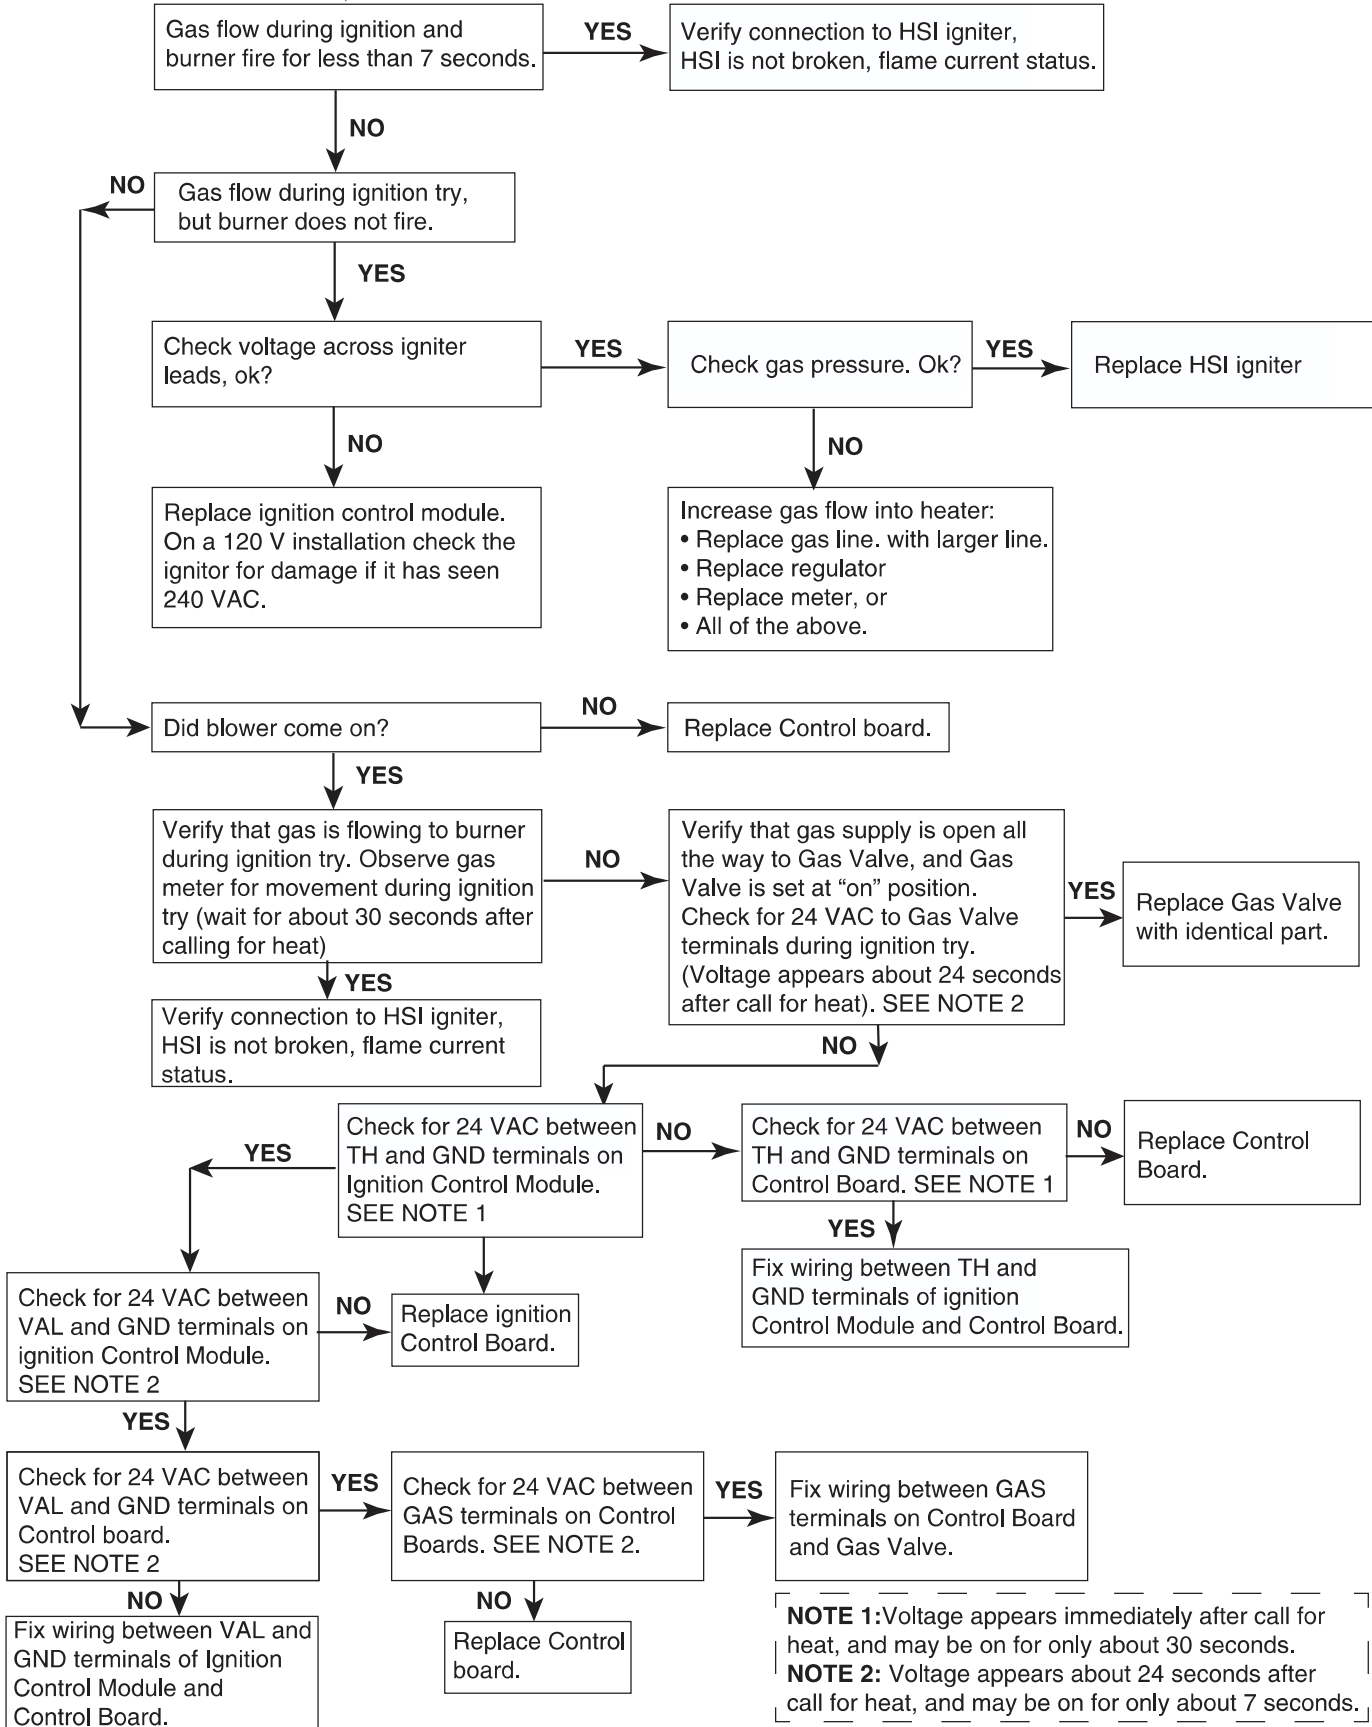 Gas flow during ignition and
burner fire for less than 7 seconds.
YES
Verify connection to HSI igniter,
HSI is not broken, flame current status.
NO
NO
Gas flow during ignition try,
but burner does not fire.
YES
Check voltage across igniter
leads, ok?
YES
Check gas pressure. Ok?
YES
Replace HSI igniter
NO
NO
Replace ignition control module.
On a 120 V installation check the
ignitor for damage if it has seen
240 VAC.
Increase gas flow into heater:
• Replace gas line. with larger line.
• Replace regulator
• Replace meter, or
• All of the above.
Did blower come on?
NO
Replace Control board.
YES
Verify that gas is flowing to burner
during ignition try. Observe gas
meter for movement during ignition
try (wait for about 30 seconds after
calling for heat)
NO
Verify that gas supply is open all
the way to Gas Valve, and Gas
Valve is set at “on” position.
Check for 24 VAC to Gas Valve
terminals during ignition try.
(Voltage appears about 24 seconds
after call for heat). SEE NOTE 2
YES
Replace Gas Valve
with identical part.
YES
Verify connection to HSI igniter,
HSI is not broken, flame current
status.
NO
Check for 24 VAC between
TH and GND terminals on
Ignition Control Module.
SEE NOTE 1
NO
Check for 24 VAC between
TH and GND terminals on
Control Board. SEE NOTE 1
NO
Replace Control
Board.
YES
YES
Fix wiring between TH and
GND terminals of ignition
Control Module and Control Board.
Check for 24 VAC between
VAL and GND terminals on
ignition Control Module.
SEE NOTE 2
NO
Replace ignition
Control Board.
YES
Check for 24 VAC between
VAL and GND terminals on
Control board.
SEE NOTE 2
YES
Check for 24 VAC between
GAS terminals on Control
Boards. SEE NOTE 2.
YES
Fix wiring between GAS
terminals on Control Board
and Gas Valve.
NO
Fix wiring between VAL and
GND terminals of Ignition
Control Module and
Control Board.
NO
Replace Control
board.
NOTE 1:Voltage appears immediately after call for
heat, and may be on for only about 30 seconds.
NOTE 2: Voltage appears about 24 seconds after
call for heat, and may be on for only about 7 seconds.